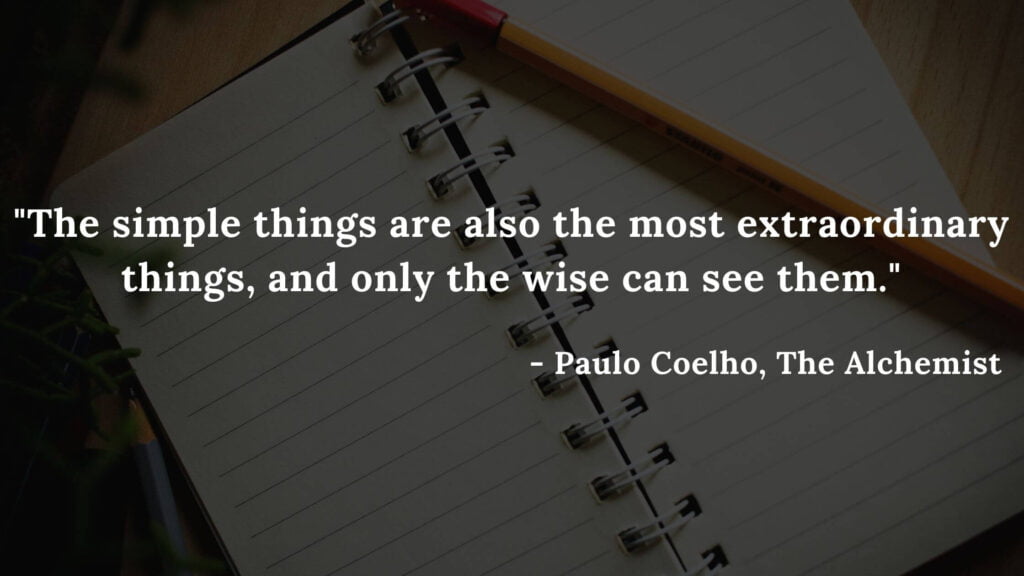 "The simple things are also the most extraordinary
things, and only the wise can see them."
- Paulo Coelho, The Alchemist